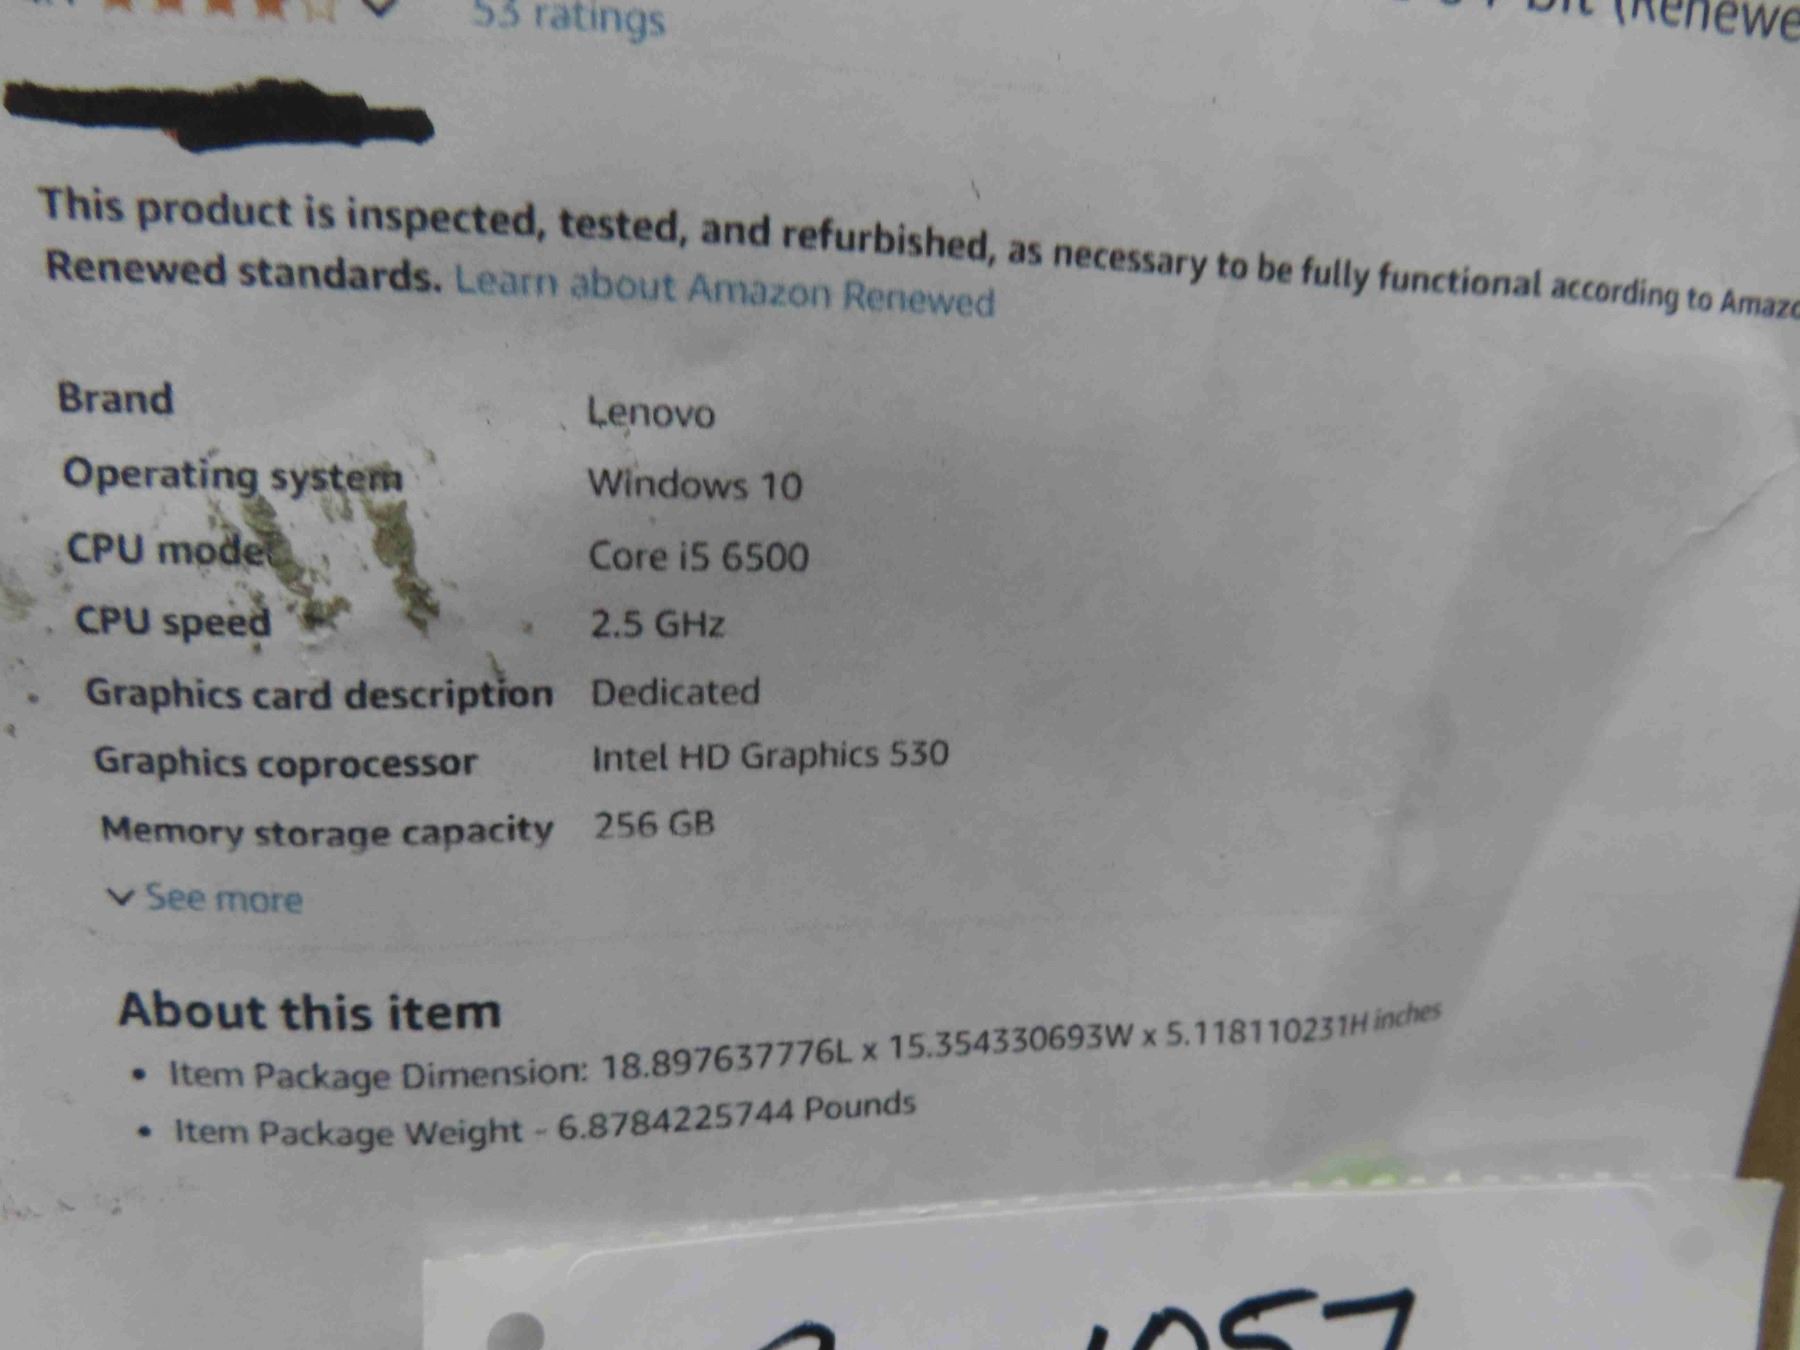 53 ratings
bit (Renewe
This product is inspected, tested, and refurbished, as necessary to be fully functional according to Amazo
Renewed standards. Learn about Amazon Renewed
Brand Lenovo
Operating system Windows 10
CPU model Core i5 6500
CPU speed 2.5 GHz
Graphics card description Dedicated
Graphics coprocessor Intel HD Graphics 530
Memory storage capacity 256 GB
See more
About this item
• Item Package Dimension: 18.897637776L x 15.354330693W x 5.118110231H inches
• Item Package Weight - 6.8784225744 Pounds
1057